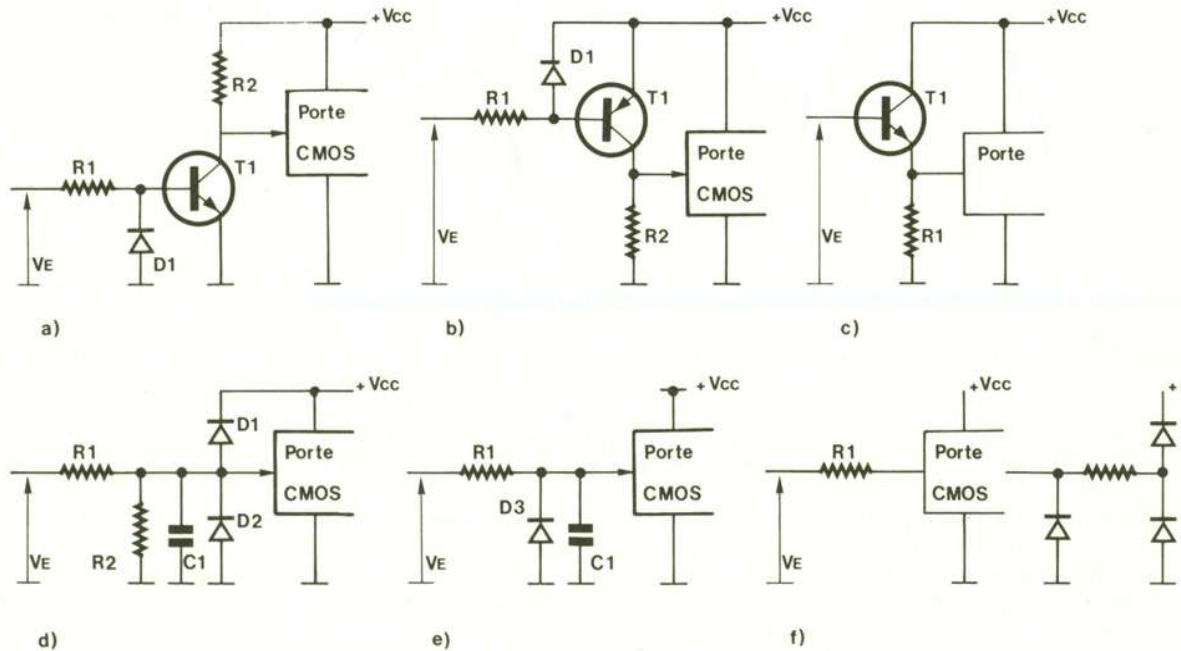 +Vcc
R2
Porte
CMOS
R1
T1
D1
VE
a)
+Vcc
D1
R1
T1
Porte
CMOS
VE
R2
b)
+Vcc
T1
Porte
VE
R1
c)
+Vcc
D1
R1
Porte
CMOS
D2
VE
R2
C1
d)
+Vcc
R1
Porte
CMOS
D3
VE
C1
e)
+Vcc
+
R1
Porte
CMOS
VE
f)